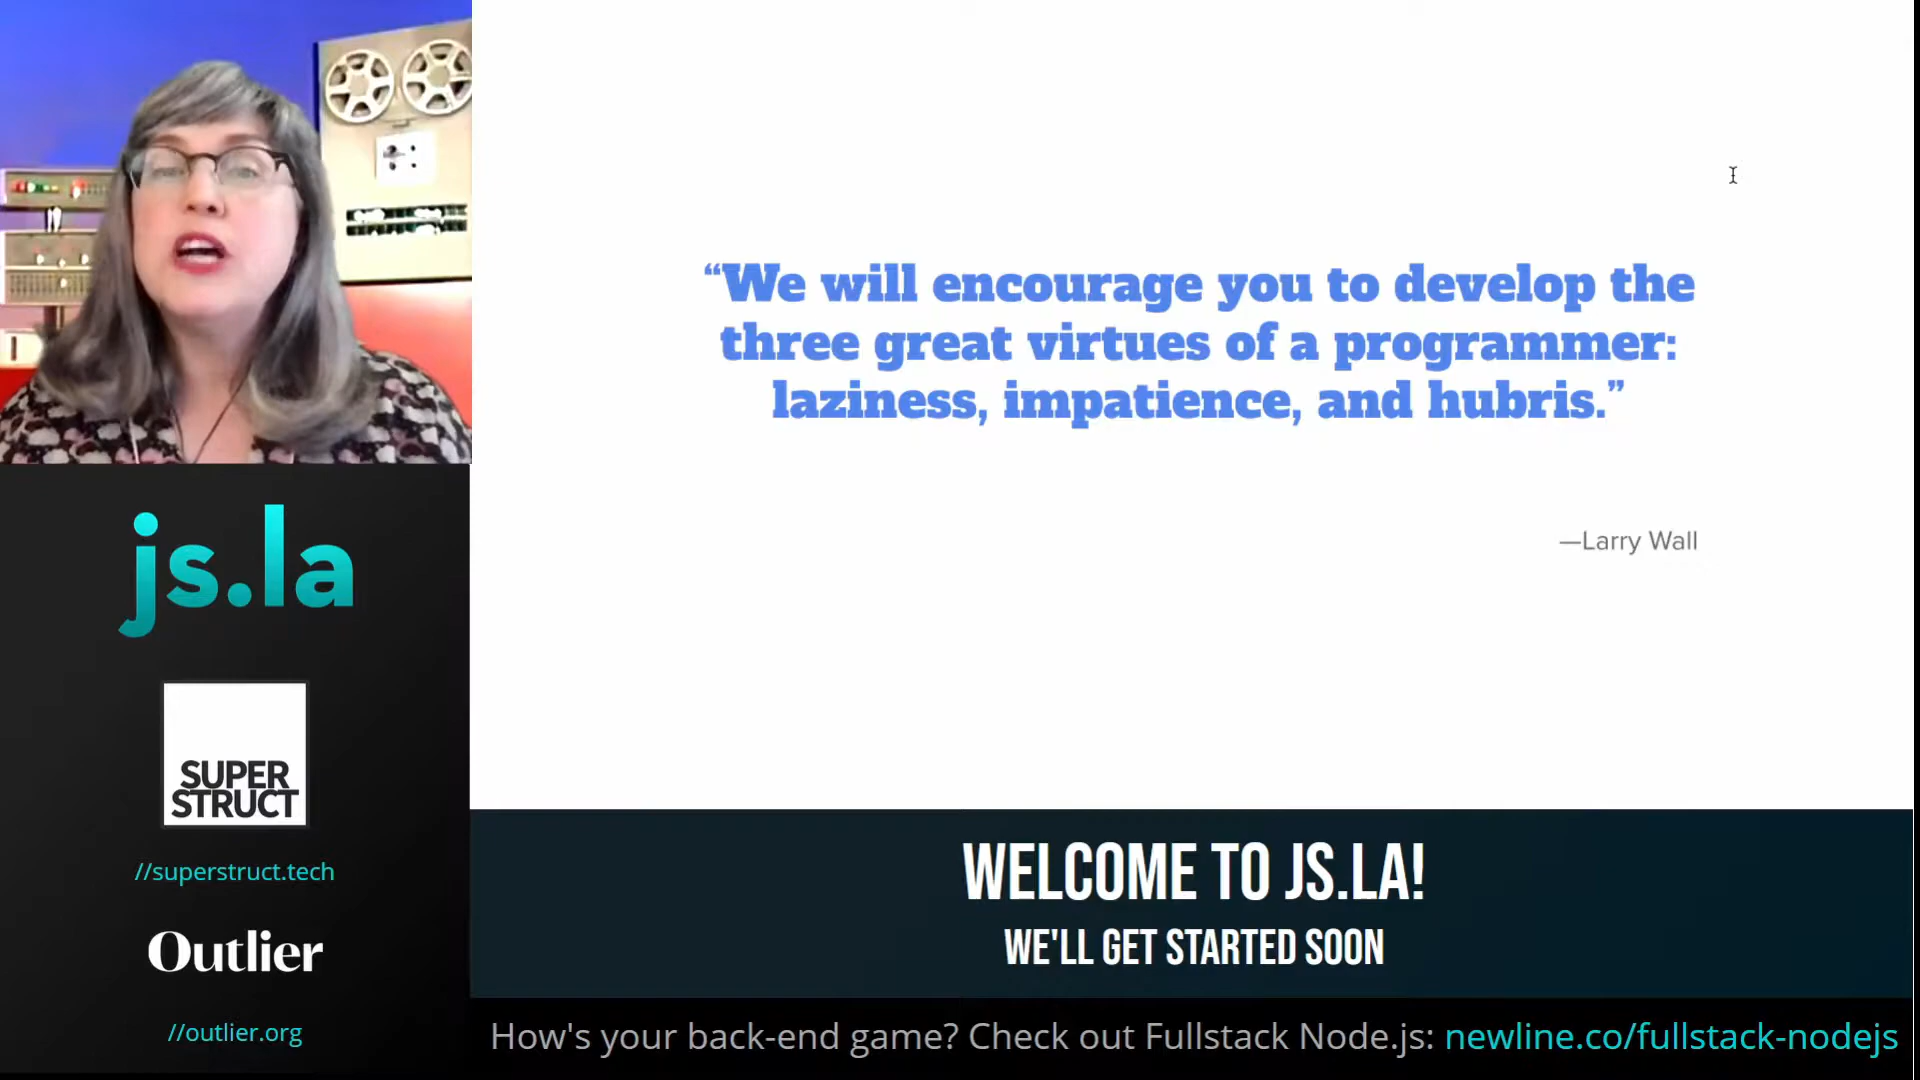 “We will encourage you to develop the
three great virtues of a programmer:
laziness, impatience, and hubris.”
—Larry Wall
js.la
SUPER
STRUCT
//superstruct.tech
Outlier
//outlier.org
WELCOME TO JS.LA!
WE'LL GET STARTED SOON
How's your back-end game? Check out Fullstack Node.js: newline.co/fullstack-nodejs